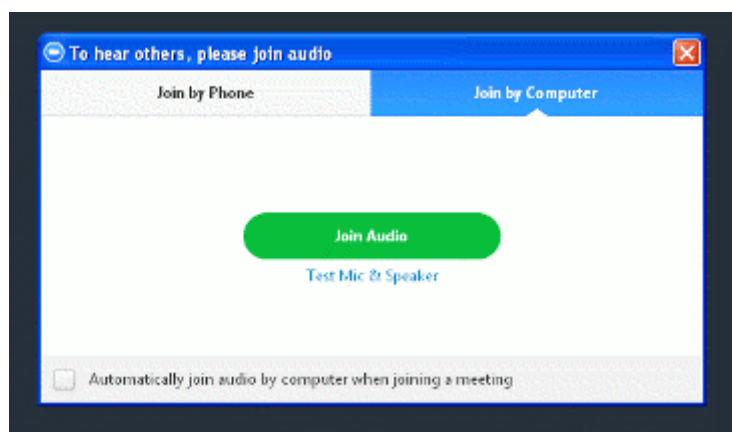 To hear others, please join audio
Join by Phone
Join by Computer
Join Audio
Test Mic & Speaker
Automatically join audio by computer when joining a meeting